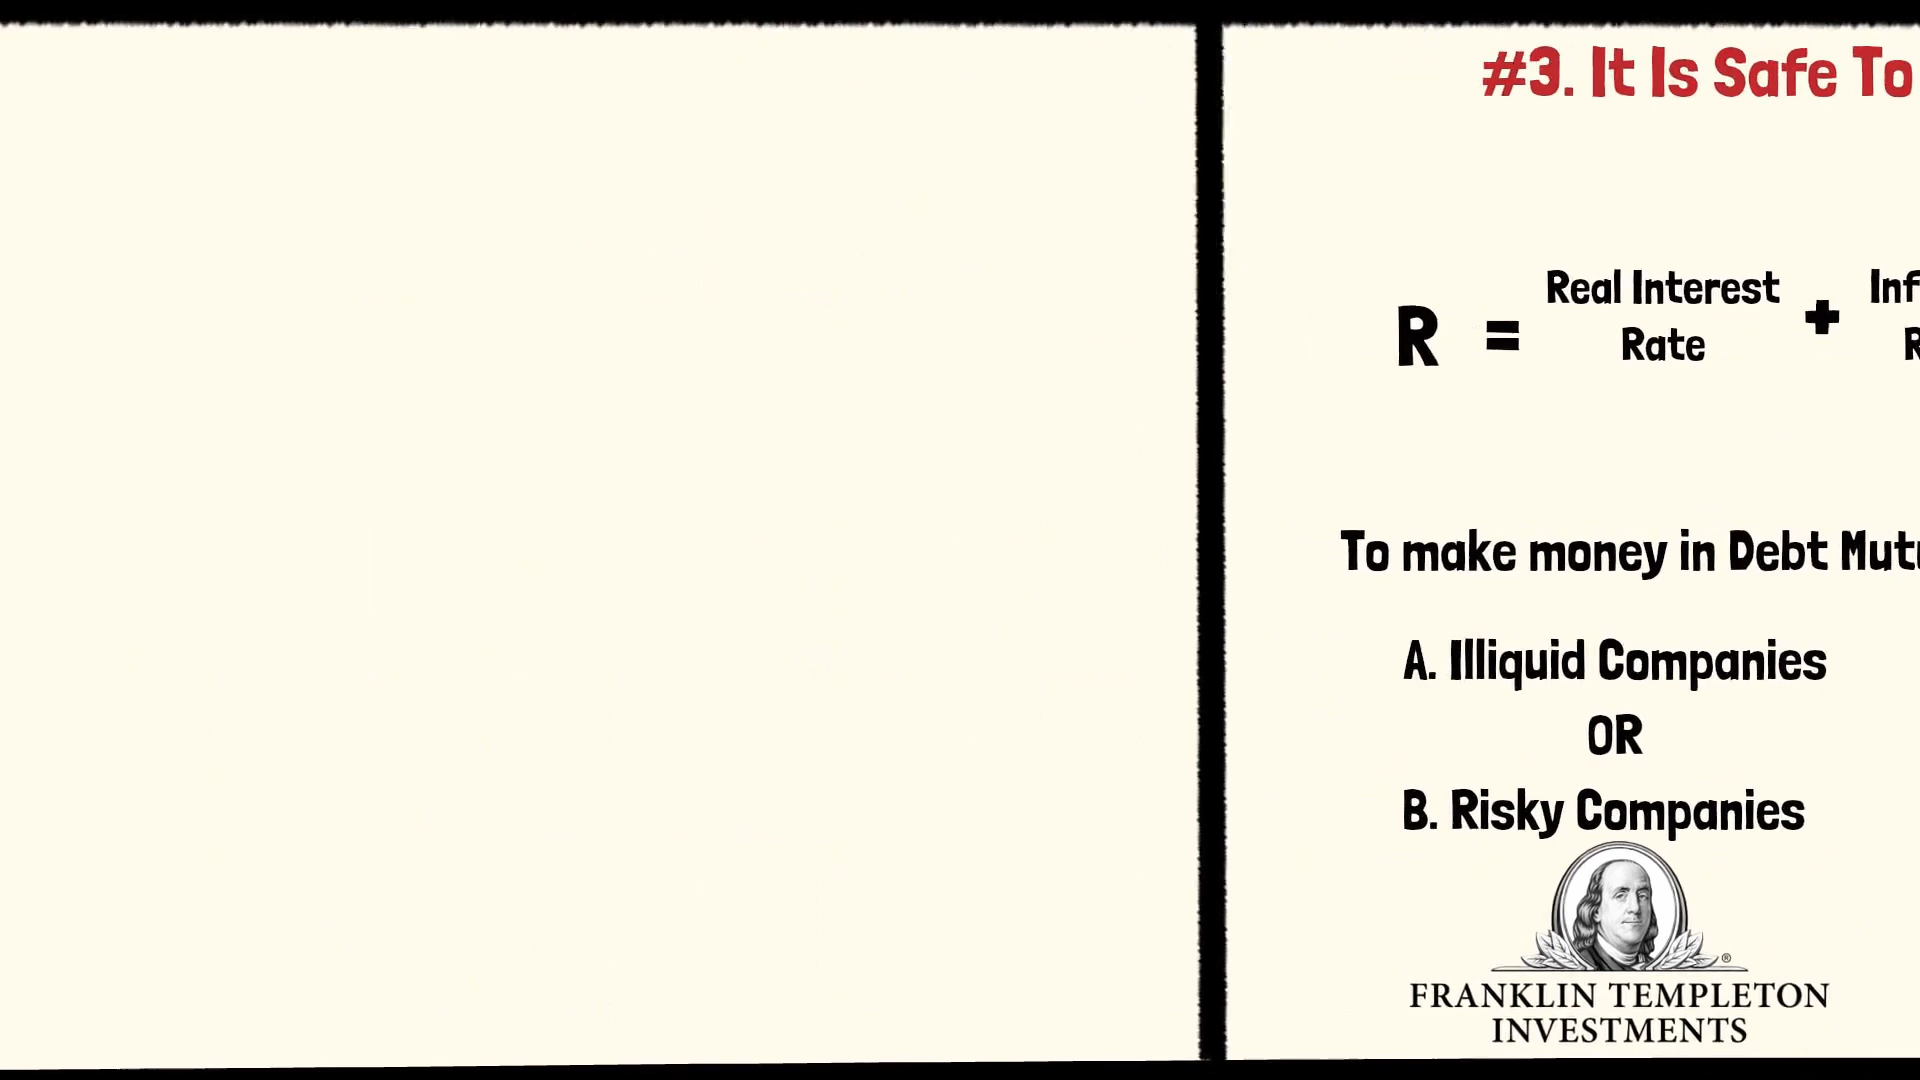 #3. It Is Safe To
Real Interest
R = Rate +
To make money in Debt
A. Illiquid Companies
OR
B. Risky Companies
®
FRANKLIN TEMPLETON
INVESTMENTS